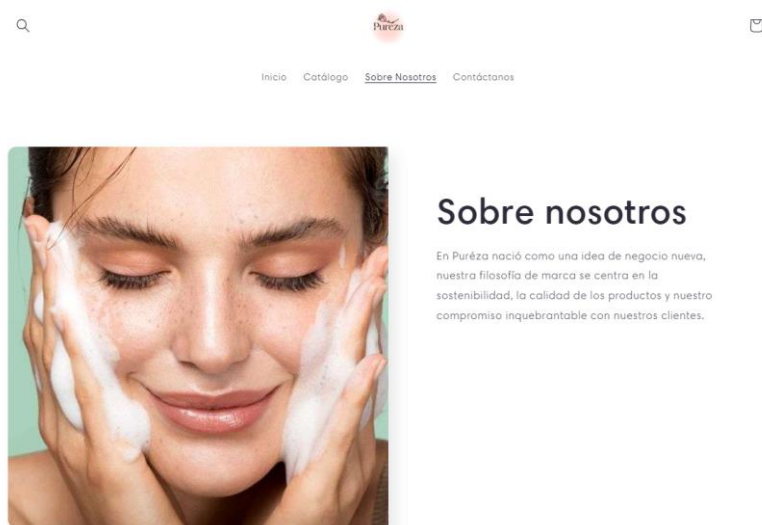 Puréza
Inicio Catálogo Sobre Nosotros Contáctanos
Sobre nosotros
En Puréza nació como una idea de negocio nueva,
nuestra filosofía de marca se centra en la
sostenibilidad, la calidad de los productos y nuestro
compromiso inquebrantable con nuestros clientes.